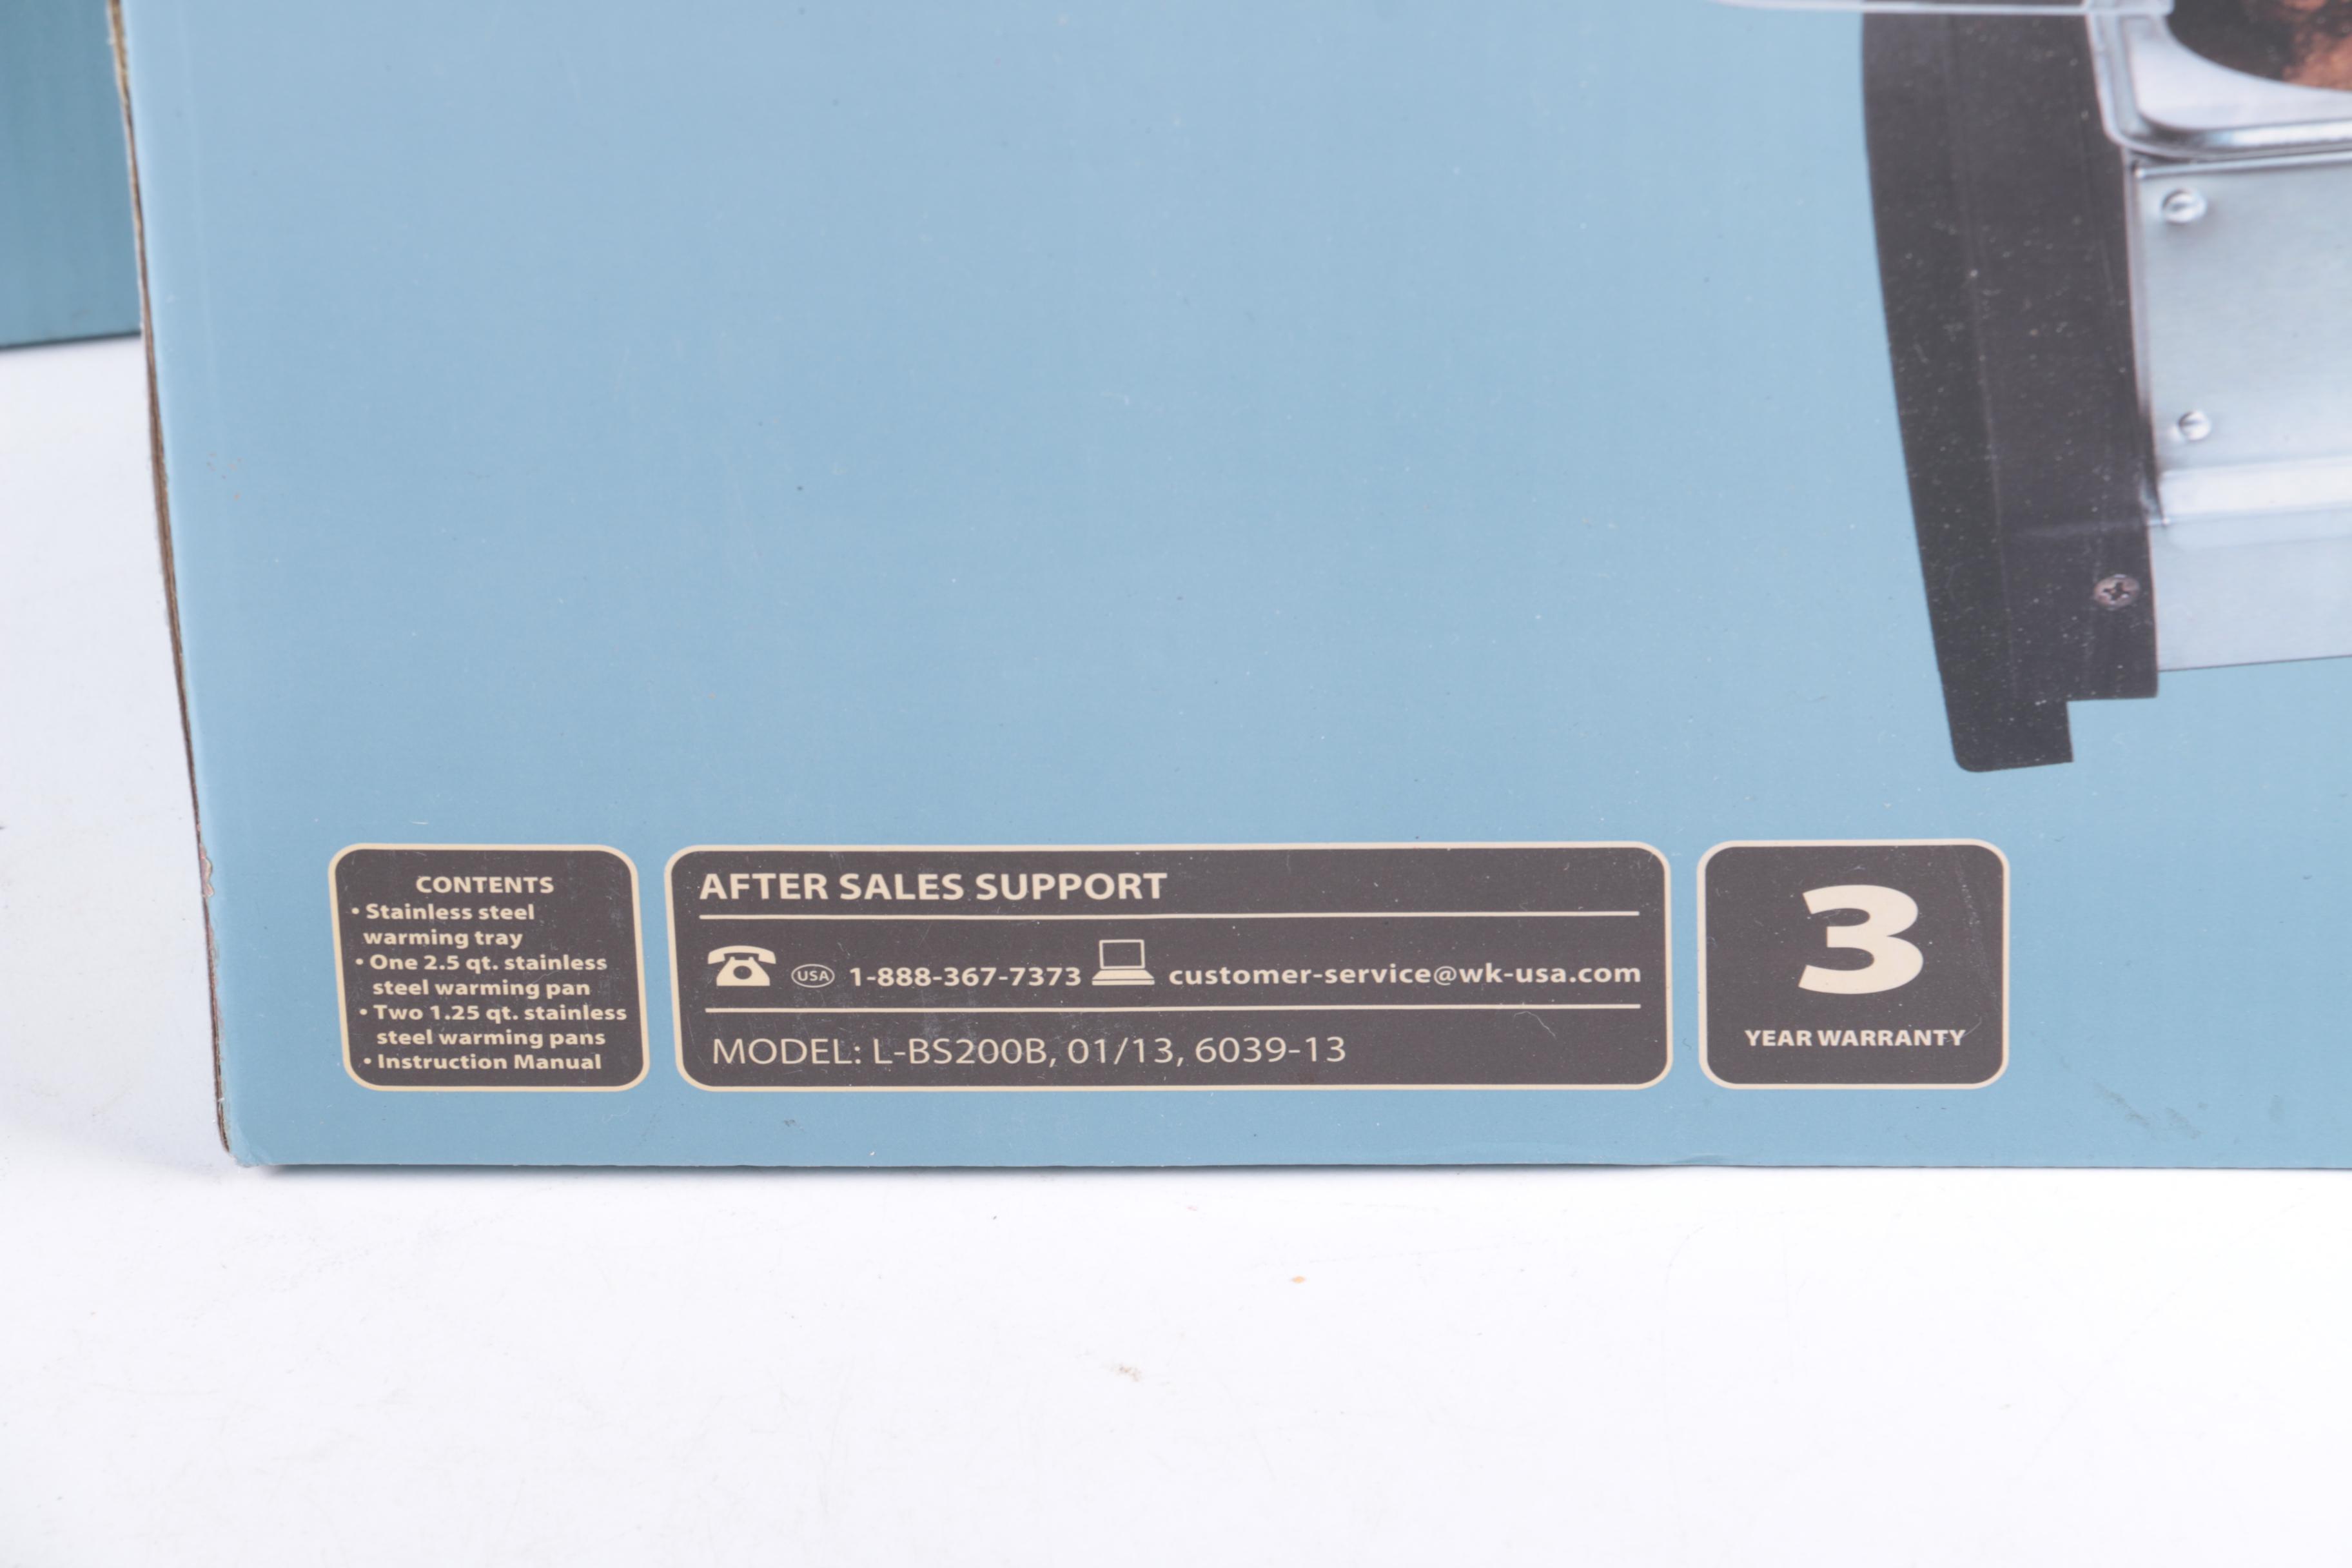 CONTENTS
• Stainless steel
warming tray
• One 2.5 qt. stainless
steel warming pan
• Two 1.25 qt. stainless
steel warming pans
• Instruction Manual
AFTER SALES SUPPORT
USA 1-888-367-7373 customer-service@wk-usa.com
MODEL: L-BS200B, 01/13, 6039-13
3
YEAR WARRANTY